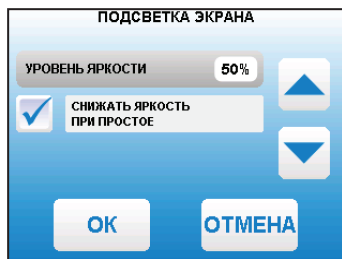 ПОДСВЕТКА ЭКРАНА
УРОВЕНЬ ЯРКОСТИ 50%
СНИЖАТЬ ЯРКОСТЬ
ПРИ ПРОСТОЕ
ОК ОТМЕНА